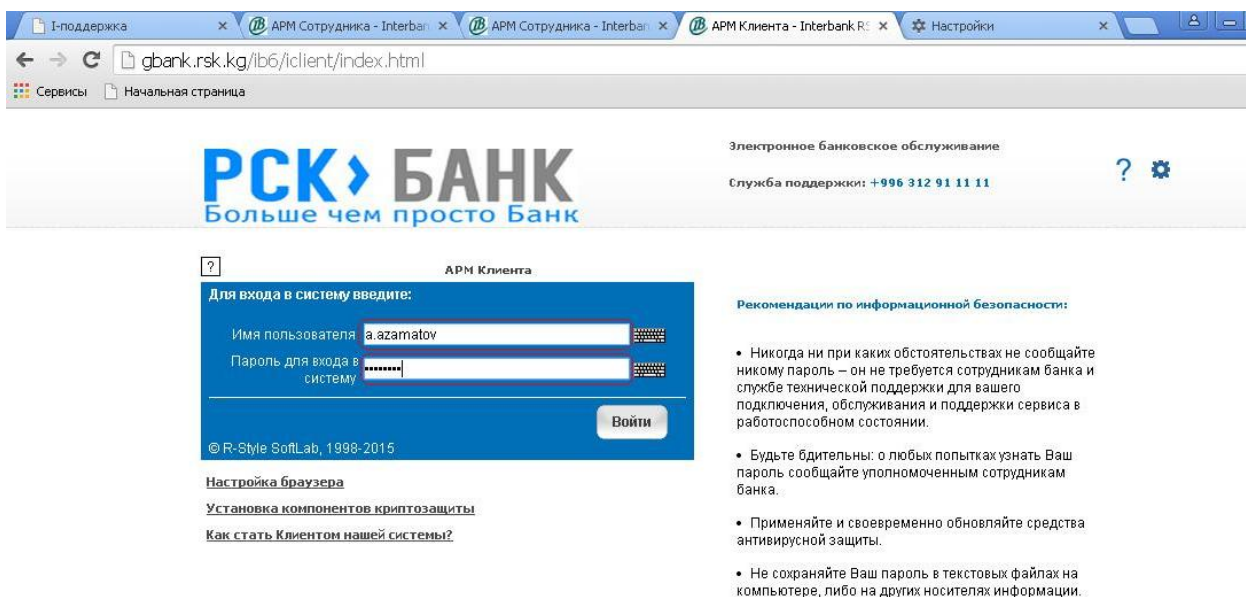 I-поддержка
АРМ Сотрудника - Interban
АРМ Сотрудника - Interban
АРМ Клиента - Interbank RS
Настройки
gbank.rsk.kg/ib6/iclient/index.html
Сервисы
Начальная страница
РСК БАНК
Больше чем просто Банк
Электронное банковское обслуживание
Служба поддержки: +996 312 91 11 11
?
?
АРМ Клиента
Для входа в систему введите:
Имя пользователя
a.azamatov
Пароль для входа в
систему
••••••••
Войти
© R-Style SoftLab, 1998-2015
Настройка браузера
Установка компонентов криптозащиты
Как стать Клиентом нашей системы?
Рекомендации по информационной безопасности:
• Никогда ни при каких обстоятельствах не сообщайте
никому пароль – он не требуется сотрудникам банка и
службе технической поддержки для вашего
подключения, обслуживания и поддержки сервиса в
работоспособном состоянии.
• Будьте бдительны: о любых попытках узнать Ваш
пароль сообщайте уполномоченным сотрудникам
банка.
• Применяйте и своевременно обновляйте средства
антивирусной защиты.
• Не сохраняйте Ваш пароль в текстовых файлах на
компьютере, либо на других носителях информации.